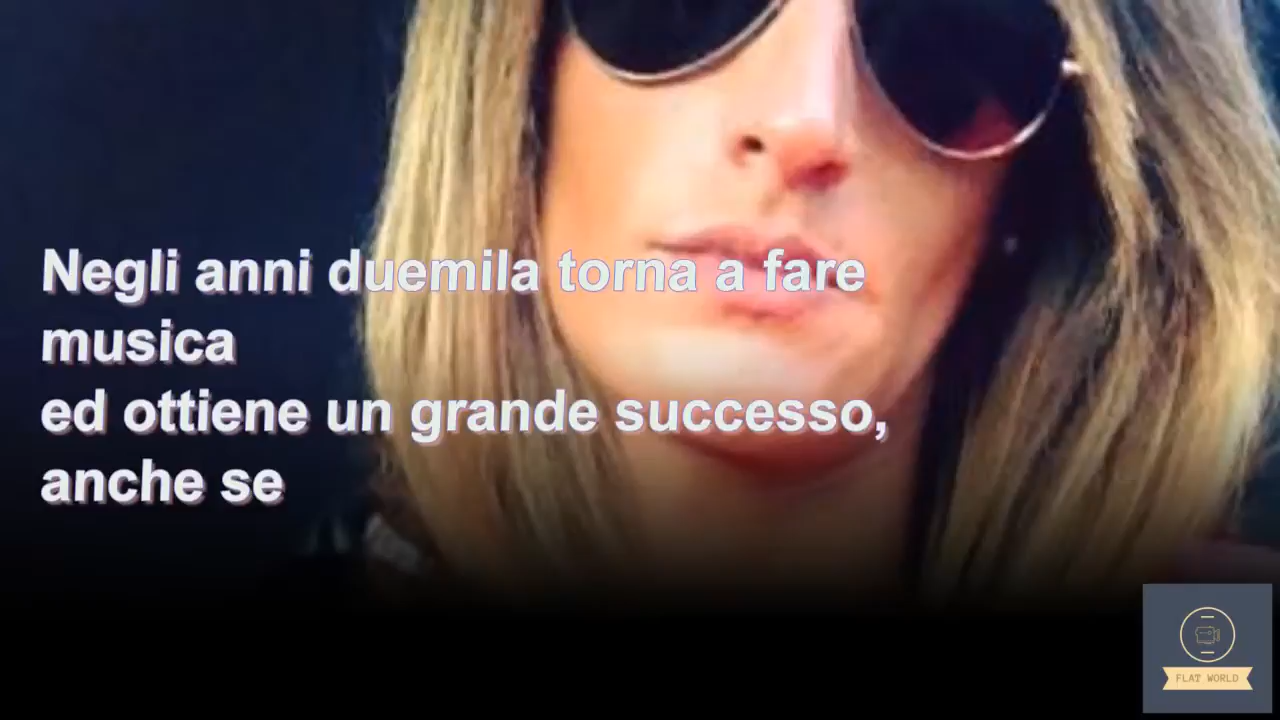 Negli anni duemila torna a fare
musica
ed ottiene un grande successo,
anche se
FLAT WORLD